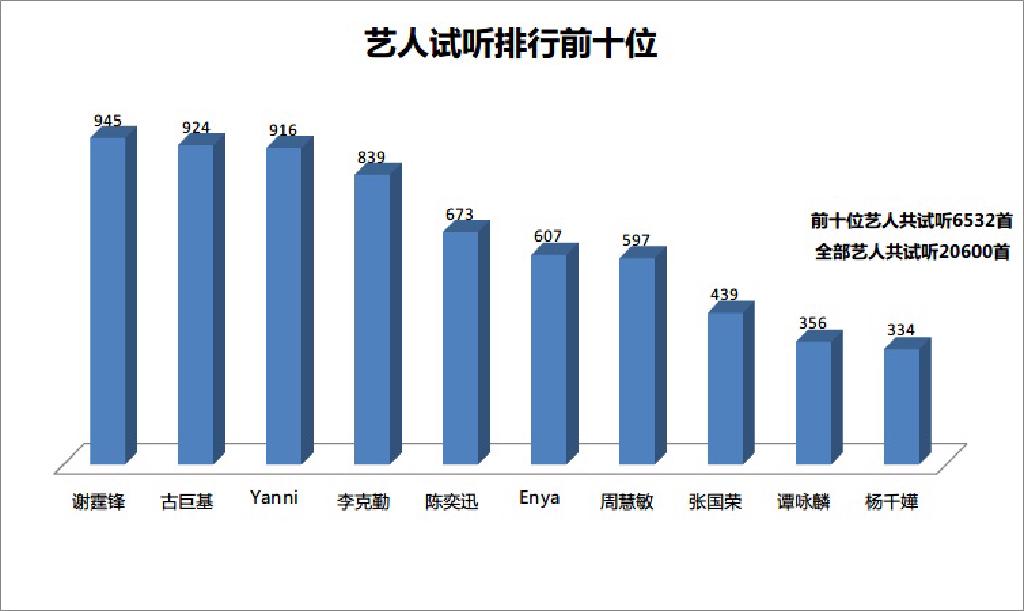 艺人试听排行前十位
945
924
916
839
673
607
597
439
356
334
前十位艺人共试听6532首
全部艺人共试听20600首
谢霆锋 古巨基 Yanni 李克勤 陈奕迅 Enya 周慧敏 张国荣 谭咏麟 杨千嬅